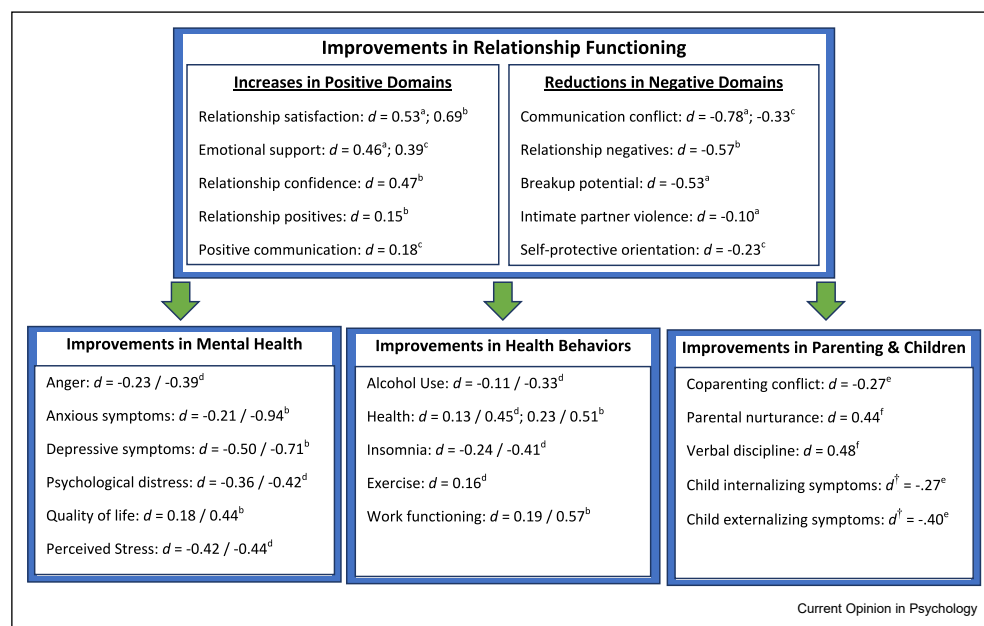 Improvements in Relationship Functioning
Increases in Positive Domains
Relationship satisfaction: d = 0.53ᵃ; 0.69ᵇ
Emotional support: d = 0.46ᵃ; 0.39ᶜ
Relationship confidence: d = 0.47ᵇ
Relationship positives: d = 0.15ᵇ
Positive communication: d = 0.18ᶜ
Reductions in Negative Domains
Communication conflict: d = -0.78ᵃ; -0.33ᶜ
Relationship negatives: d = -0.57ᵇ
Breakup potential: d = -0.53ᵃ
Intimate partner violence: d = -0.10ᵃ
Self-protective orientation: d = -0.23ᶜ
Improvements in Mental Health
Anger: d = -0.23 / -0.39ᵈ
Anxious symptoms: d = -0.21 / -0.94ᵇ
Depressive symptoms: d = -0.50 / -0.71ᵇ
Psychological distress: d = -0.36 / -0.42ᵈ
Quality of life: d = 0.18 / 0.44ᵇ
Perceived Stress: d = -0.42 / -0.44ᵈ
Improvements in Health Behaviors
Alcohol Use: d = -0.11 / -0.33ᵈ
Health: d = 0.13 / 0.45ᵈ; 0.23 / 0.51ᵇ
Insomnia: d = -0.24 / -0.41ᵈ
Exercise: d = 0.16ᵈ
Work functioning: d = 0.19 / 0.57ᵇ
Improvements in Parenting & Children
Coparenting conflict: d = -0.27ᵉ
Parental nurturance: d = 0.44ᶠ
Verbal discipline: d = 0.48ᶠ
Child internalizing symptoms: d† = -.27ᵉ
Child externalizing symptoms: d† = -.40ᵉ
Current Opinion in Psychology